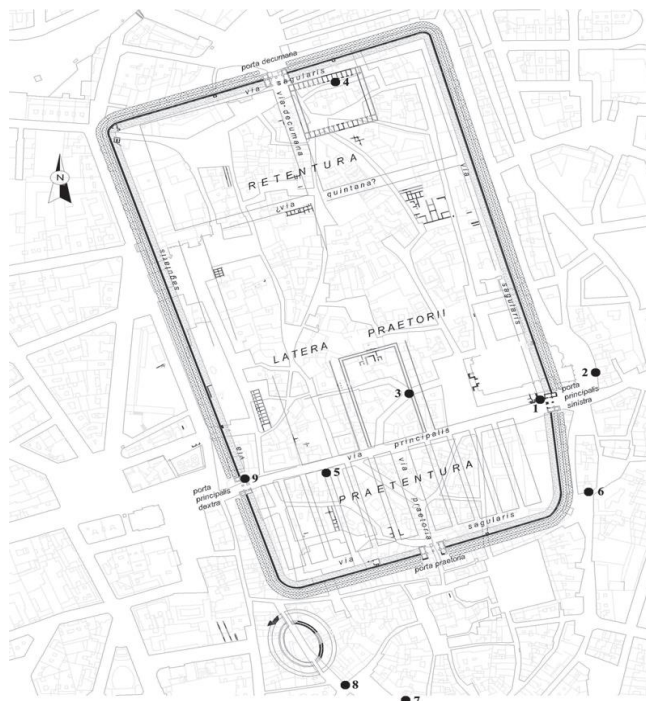 porta decumana
via sagularis
4
via decumana
RETENTURA
¿via quintana?
via
sagularis
sagularis
LATERA PRAETORII
2
3
1
porta
principalis
sinistra
via principalis
via
9
5
PRAETENTURA
porta
principalis
dextra
via
praetoria
6
via
sagularis
porta praetoria
8
7
N